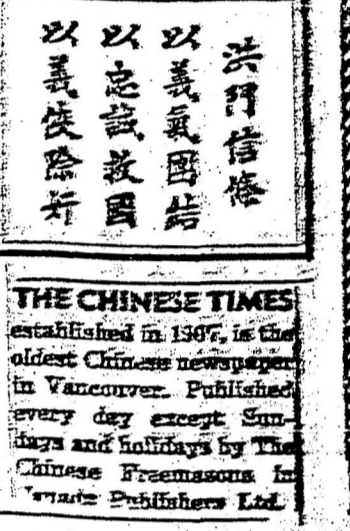 洪門信條
以義氣團結
以忠誠救國
以義俠除奸
THE CHINESE TIMES
established in 1907, is the
oldest Chinese newspaper
in Vancouver. Published
every day except Sun-
days and holidays by The
Chinese Freemasons in
Canada Publishers Ltd.